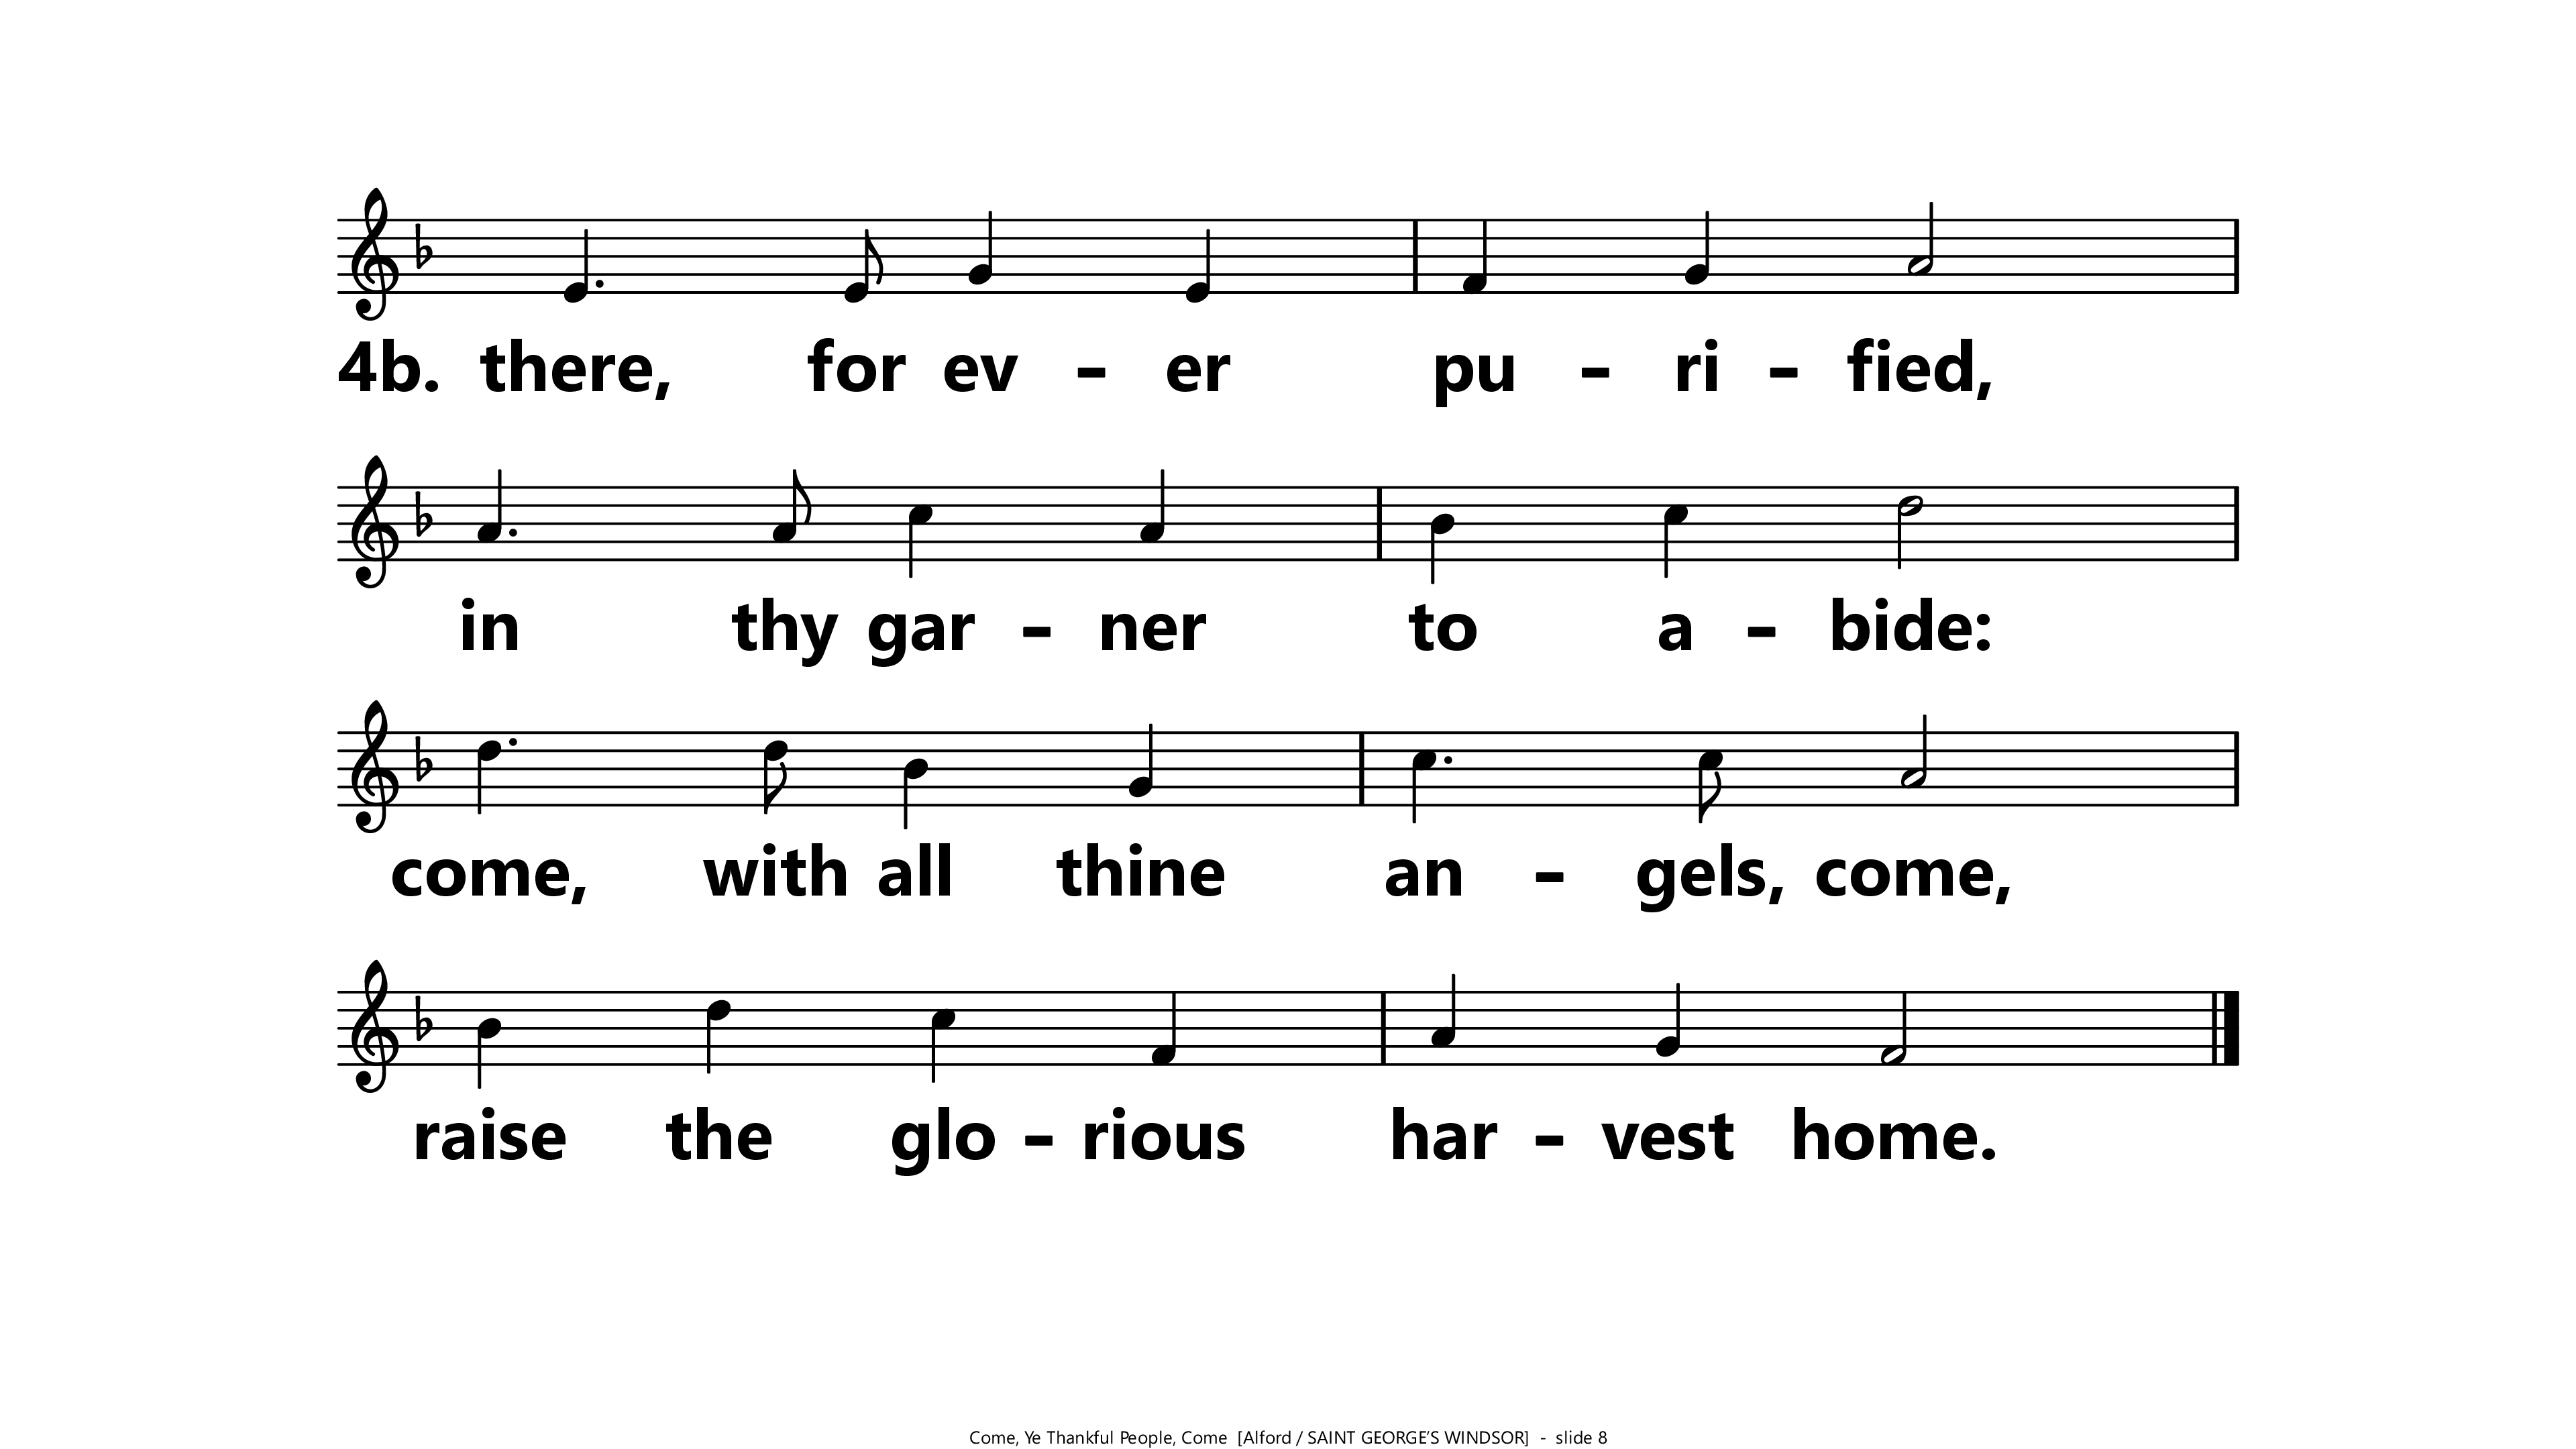 4b. there, for ev - er pu - ri - fied,
in thy gar - ner to a - bide:
come, with all thine an - gels, come,
raise the glo - rious har - vest home.
Come, Ye Thankful People, Come [Alford / SAINT GEORGE'S WINDSOR] - slide 8